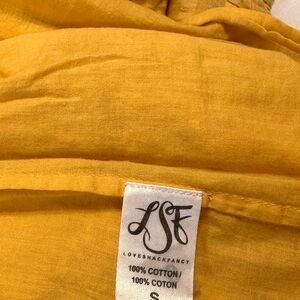 LSF
LOVESHACKFANCY
100% COTTON/
100% COTON
S